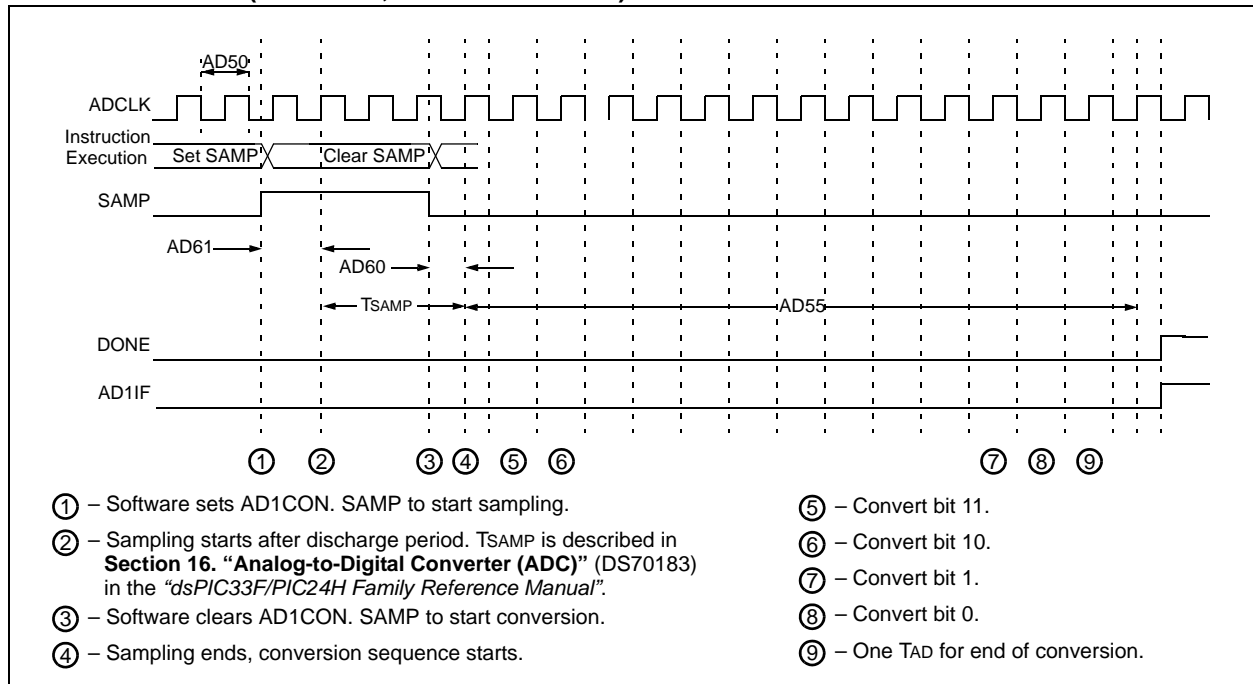 AD50
ADCLK
Instruction
Execution
Set SAMP
Clear SAMP
SAMP
AD61
AD60
TSAMP
AD55
DONE
AD1IF
1 2 3 4 5 6 7 8 9
1 – Software sets AD1CON. SAMP to start sampling.
2 – Sampling starts after discharge period. TSAMP is described in
Section 16. “Analog-to-Digital Converter (ADC)” (DS70183)
in the “dsPIC33F/PIC24H Family Reference Manual”.
3 – Software clears AD1CON. SAMP to start conversion.
4 – Sampling ends, conversion sequence starts.
5 – Convert bit 11.
6 – Convert bit 10.
7 – Convert bit 1.
8 – Convert bit 0.
9 – One TAD for end of conversion.